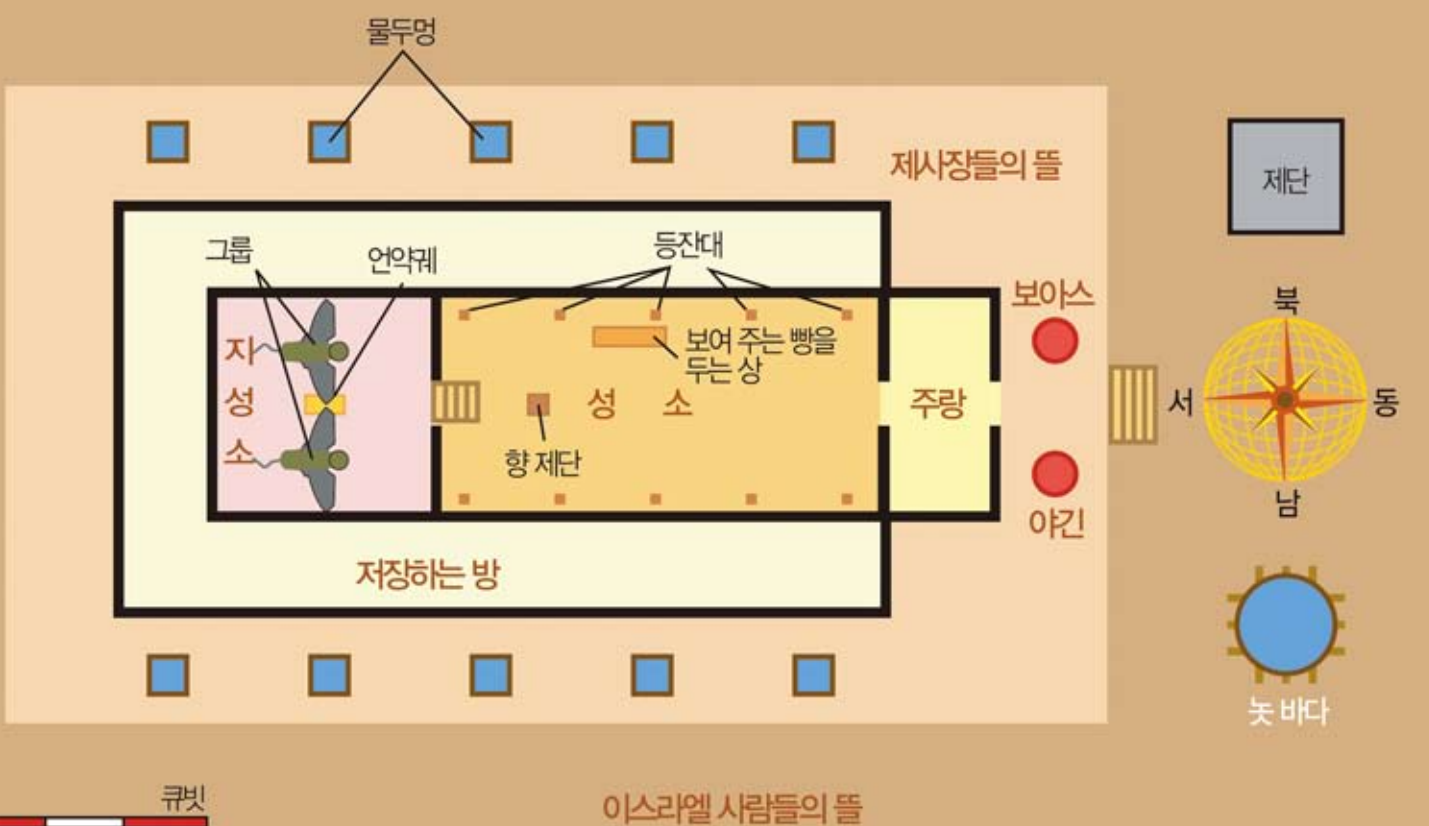 물두멍
제사장들의 뜰
제단
그룹
언약궤
등잔대
보아스
북
보여 주는 빵을
두는 상
지
성
소
성 소
주랑
서
동
향 제단
남
야긴
저장하는 방
놋 바다
큐빗
이스라엘 사람들의 뜰